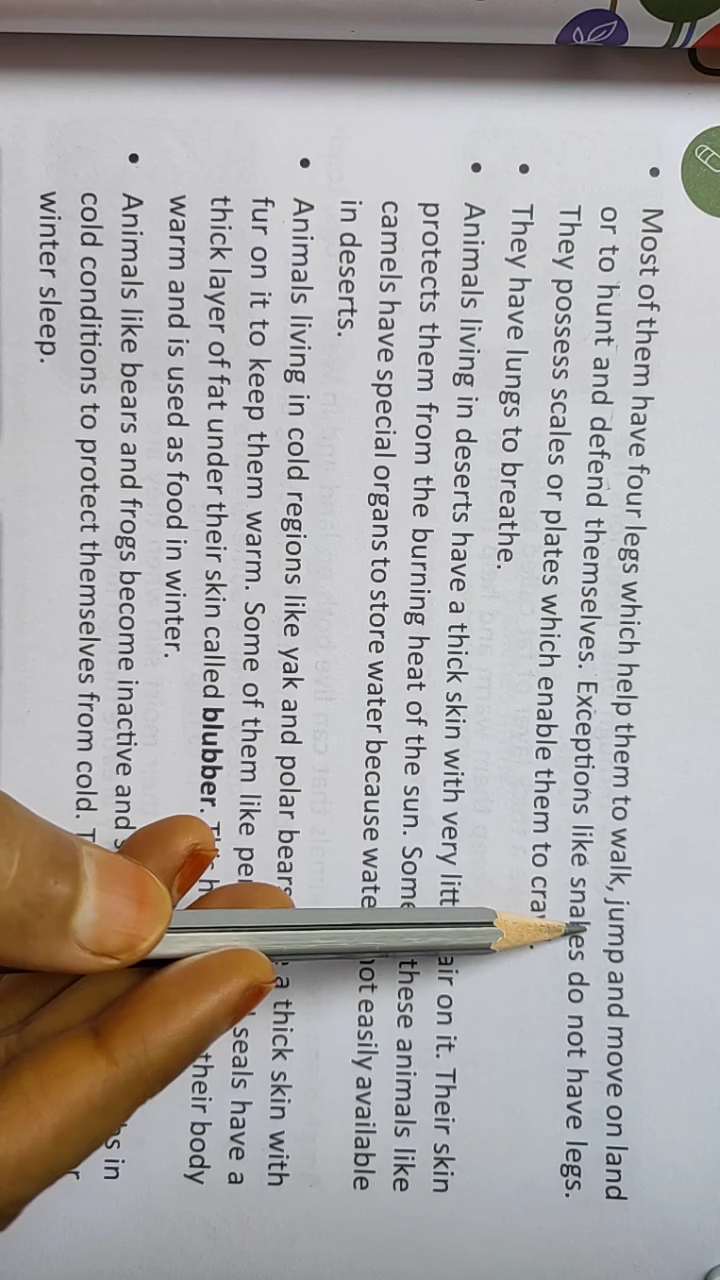 • Most of them have four legs which help them to walk, jump and move on land
or to hunt and defend themselves. Exceptions like snakes do not have legs.
They possess scales or plates which enable them to
• They have lungs to breathe.
• Animals living in deserts have a thick skin with very on it. Their skin
protects them from the burning heat of the sun. Some these animals like
camels have special organs to store water because not easily available
in deserts.
• Animals living in cold regions like yak and polar bears a thick skin with
fur on it to keep them warm. Some of them like seals have a
thick layer of fat under their skin called blubber. their body
warm and is used as food in winter.
• Animals like bears and frogs become inactive and in
cold conditions to protect themselves from cold.
winter sleep.